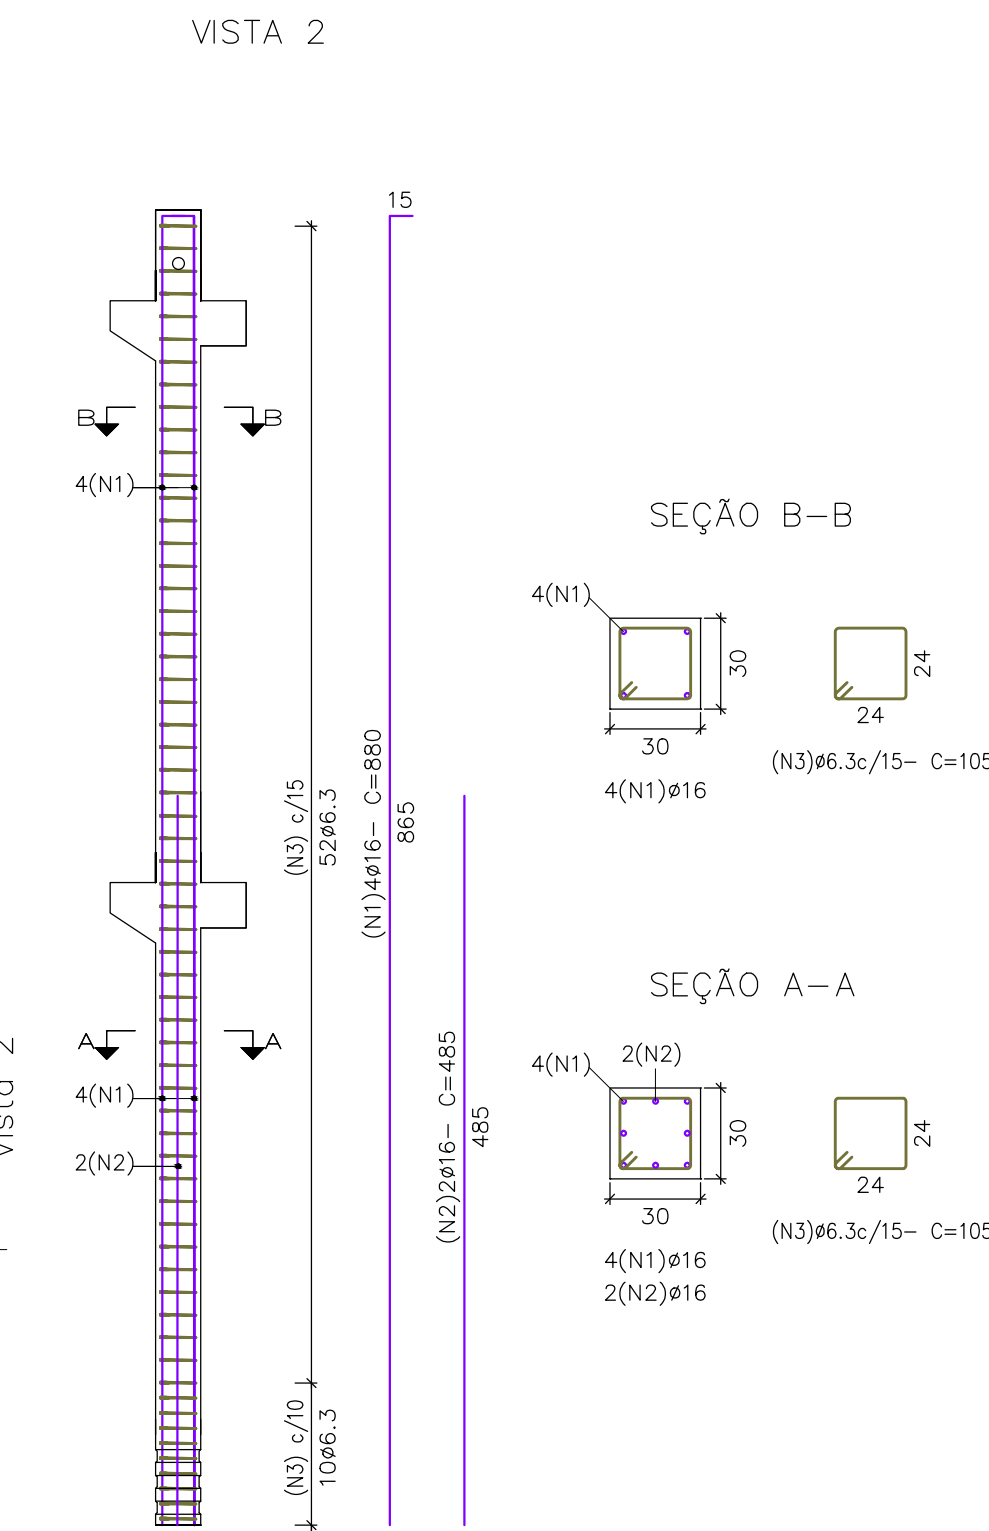 VISTA 2
15
B
B
4(N1)
(N3) c/15
52ø6.3
(N1)4ø16- C=880
865
A
A
4(N1)
2(N2)
(N2)2ø16- C=485
485
(N3) c/10
10ø6.3
Vista 2
SEÇÃO B-B
4(N1)
30
30
4(N1)ø16
24
24
(N3)ø6.3c/15- C=105
SEÇÃO A-A
4(N1)
2(N2)
30
30
4(N1)ø16
2(N2)ø16
24
24
(N3)ø6.3c/15- C=105